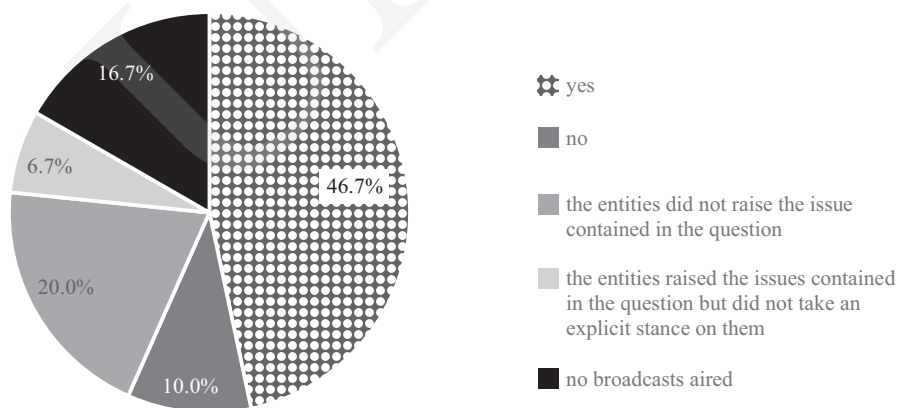 16.7%
6.7%
46.7%
20.0%
10.0%
yes
no
the entities did not raise the issue
contained in the question
the entities raised the issues contained
in the question but did not take an
explicit stance on them
no broadcasts aired